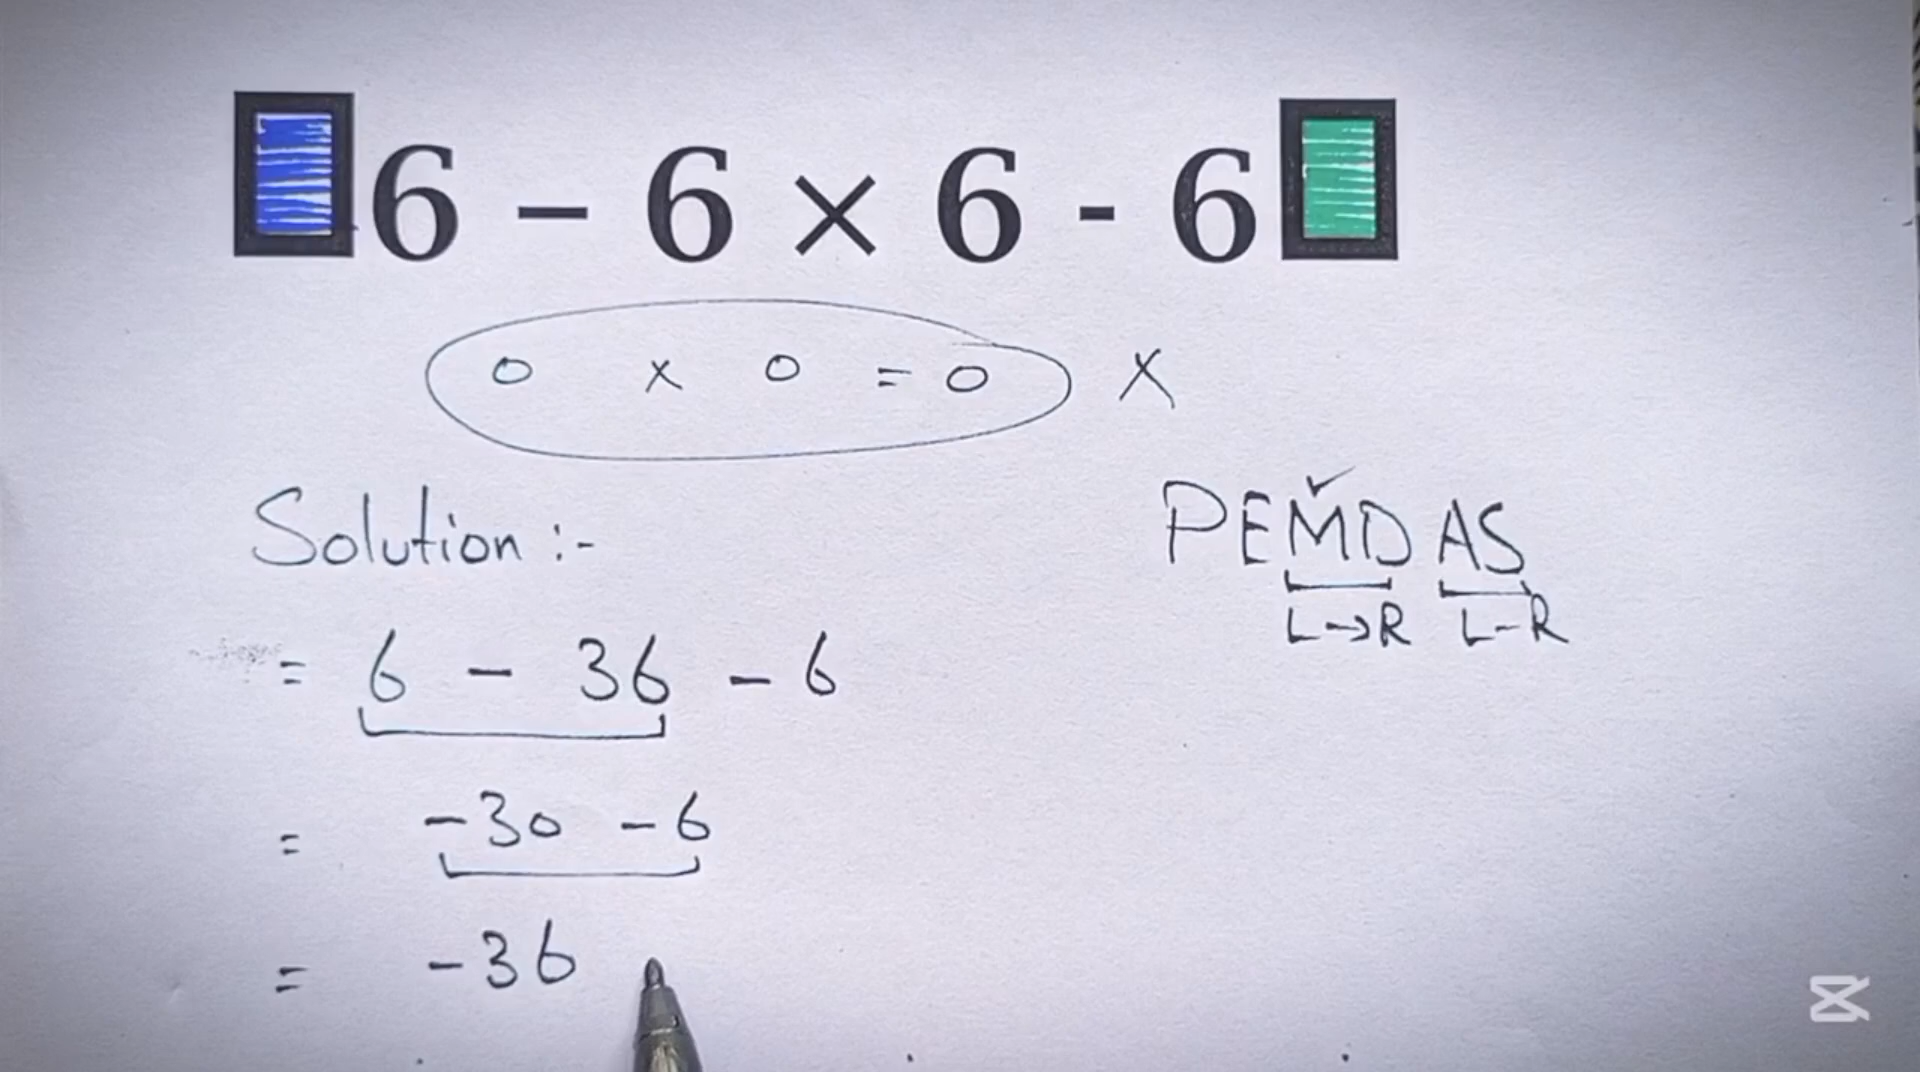 6 – 6 × 6 - 6
0 x 0 = 0 X
Solution :-
PEMDAS
L→R L-R
= 6 - 36 - 6
= -30 - 6
= -36